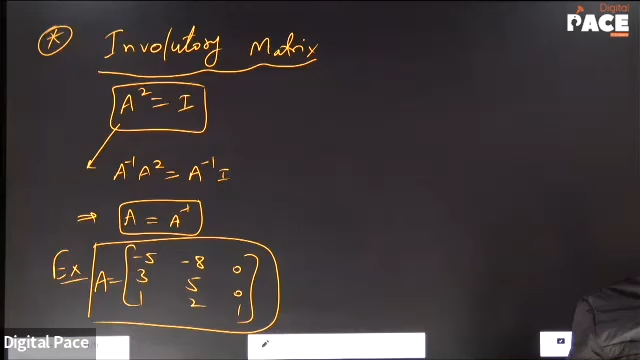 * Involutory Matrix
A² = I
A⁻¹A² = A⁻¹I
⇒ A = A⁻¹
Ex A = [-5 -8 0
3 5 0
1 2 1]
Digital
PACE
Digital Pace